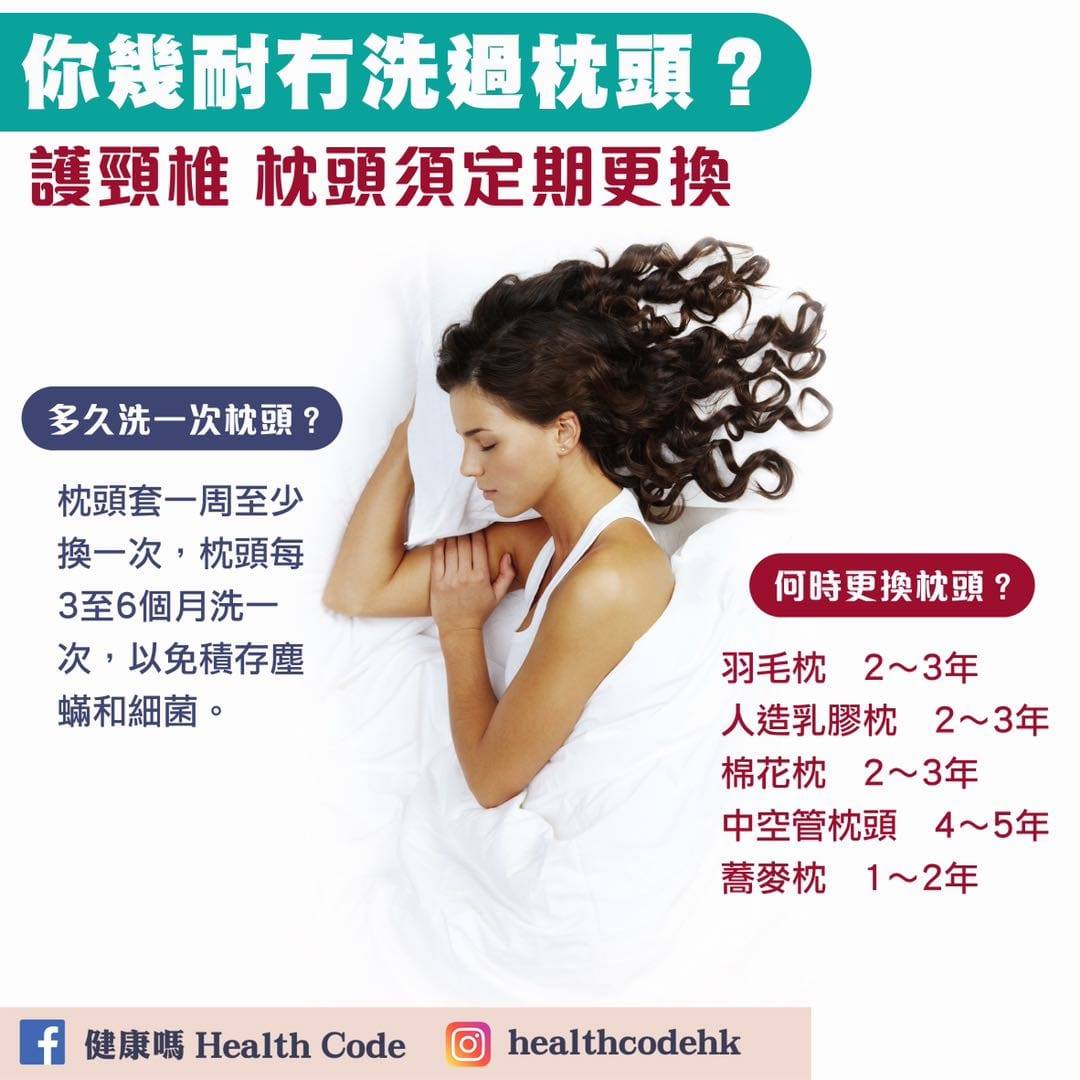 你幾耐冇洗過枕頭？
護頸椎 枕頭須定期更換
多久洗一次枕頭？
枕頭套一周至少
換一次，枕頭每
3至6個月洗一
次，以免積存塵
蟎和細菌。
何時更換枕頭？
羽毛枕　2～3年
人造乳膠枕　2～3年
棉花枕　2～3年
中空管枕頭　4～5年
蕎麥枕　1～2年
健康嗎 Health Code
healthcodehk